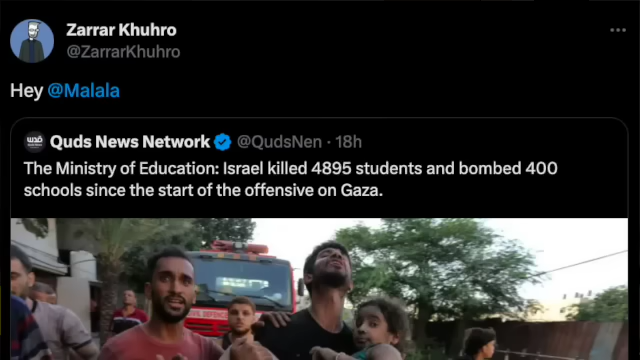 Zarrar Khuhro
@ZarrarKhuhro
Hey @Malala
Quds News Network @QudsNen · 18h
The Ministry of Education: Israel killed 4895 students and bombed 400
schools since the start of the offensive on Gaza.